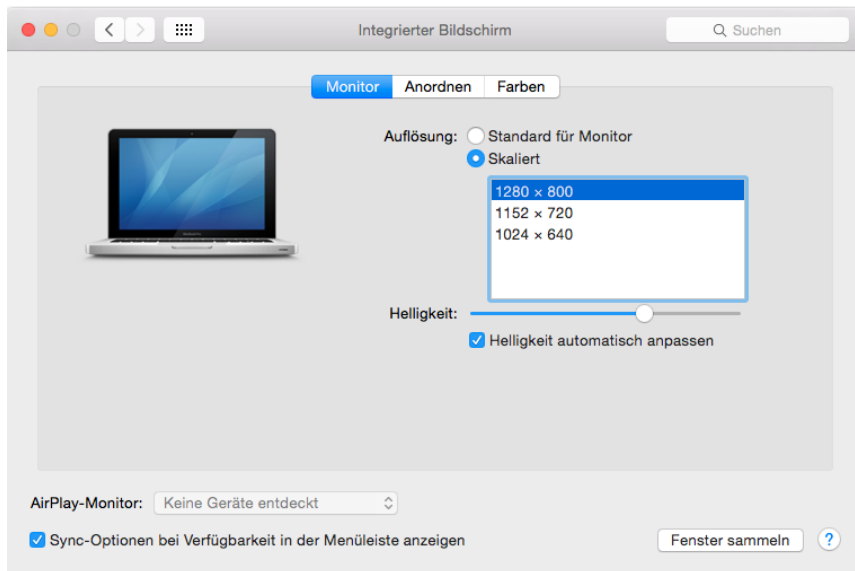 Integrierter Bildschirm
Suchen
Monitor Anordnen Farben
Auflösung: Standard für Monitor
Skaliert
1280 × 800
1152 × 720
1024 × 640
Helligkeit:
Helligkeit automatisch anpassen
AirPlay-Monitor: Keine Geräte entdeckt
Sync-Optionen bei Verfügbarkeit in der Menüleiste anzeigen
Fenster sammeln ?